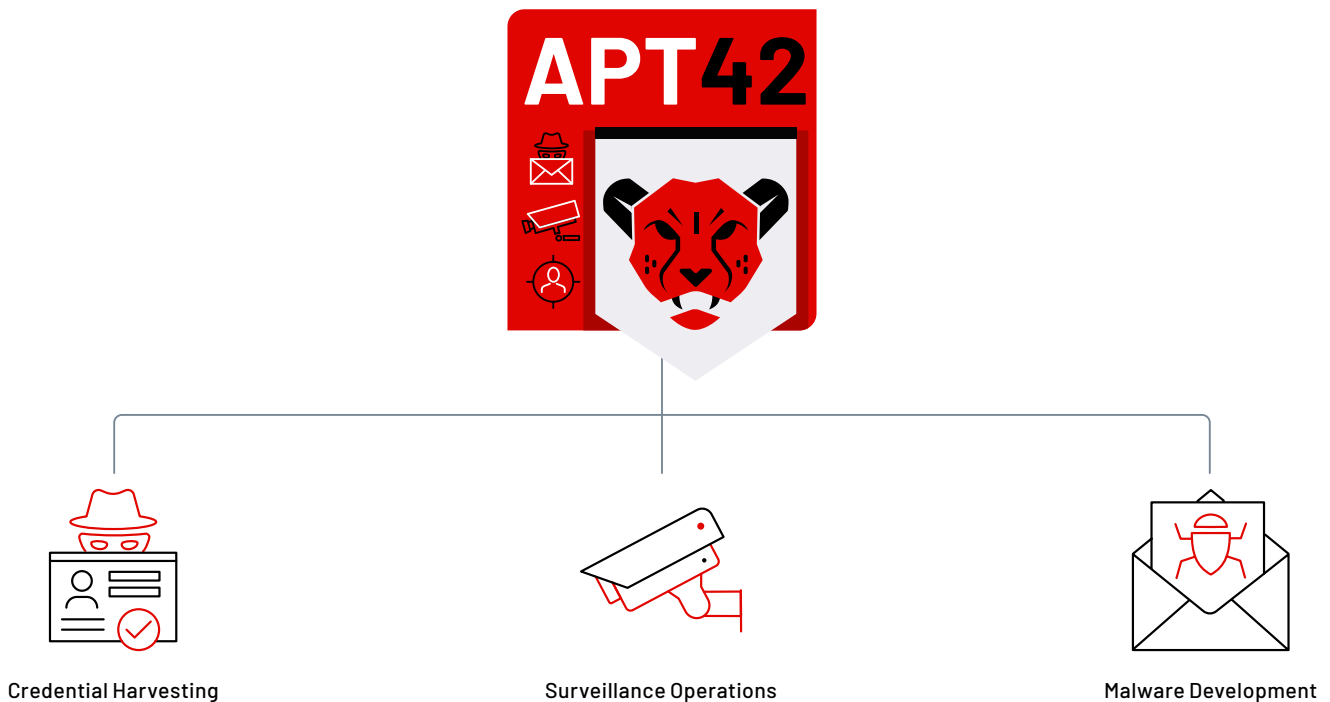 APT42
Credential Harvesting
Surveillance Operations
Malware Development